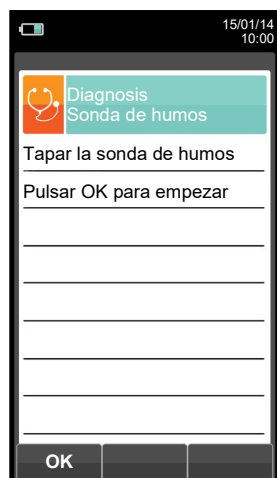 15/01/14
10:00
Diagnosis
Sonda de humos
Tapar la sonda de humos
Pulsar OK para empezar
OK